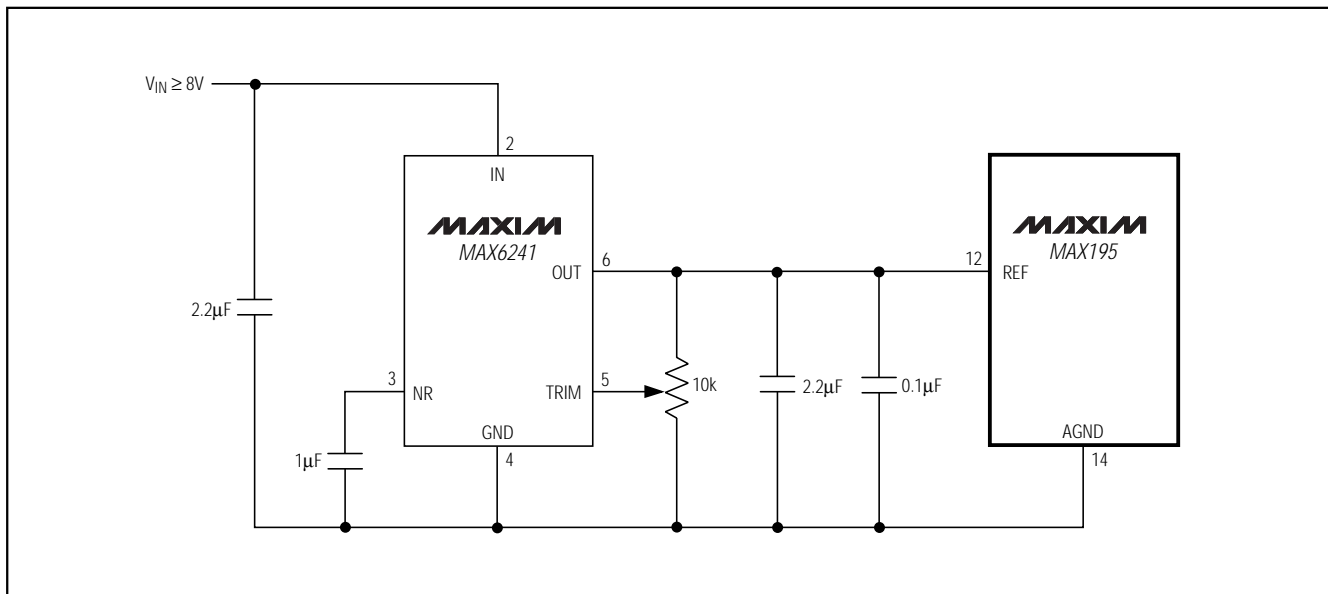 VIN ≥ 8V
2
IN
MAXIM
MAX6241
OUT
6
2.2µF
3
NR
TRIM
5
10k
2.2µF
0.1µF
GND
4
1µF
12
REF
MAXIM
MAX195
AGND
14